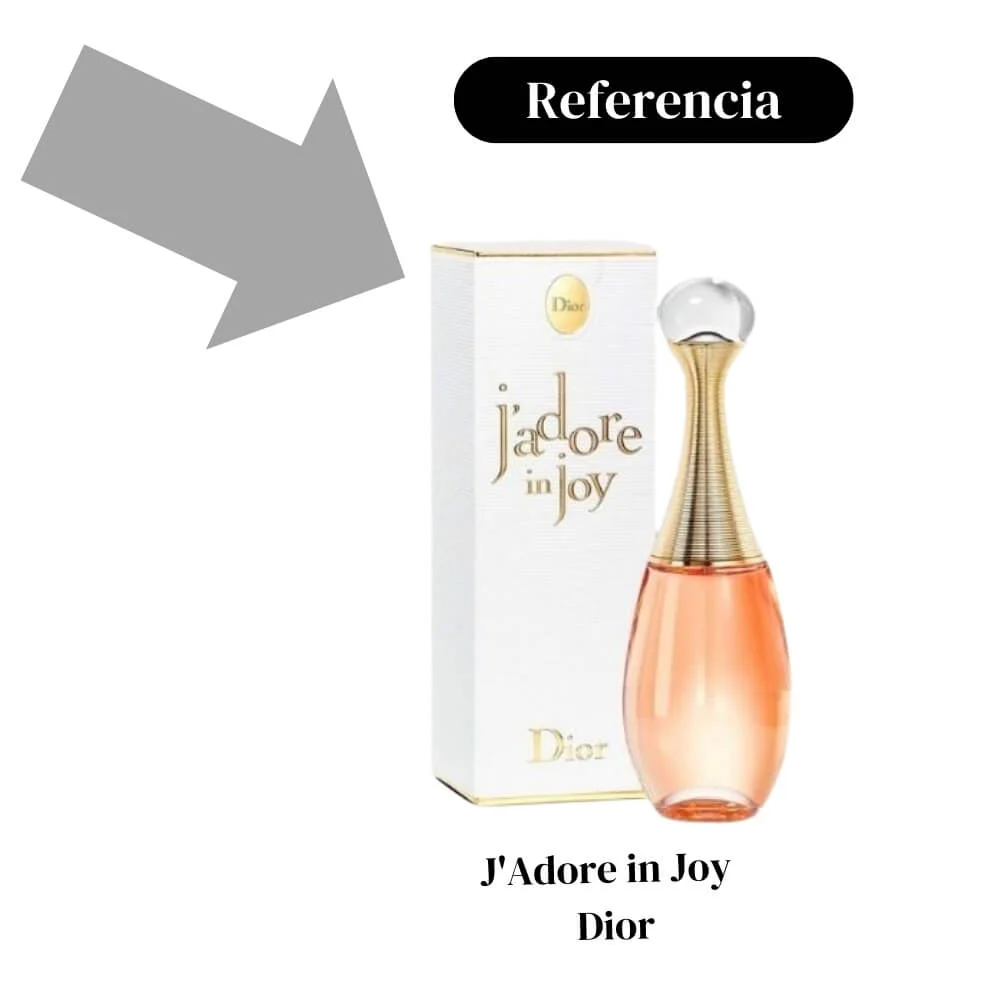 Referencia
Dior
j'adore
in joy
Dior
J'Adore in Joy
Dior